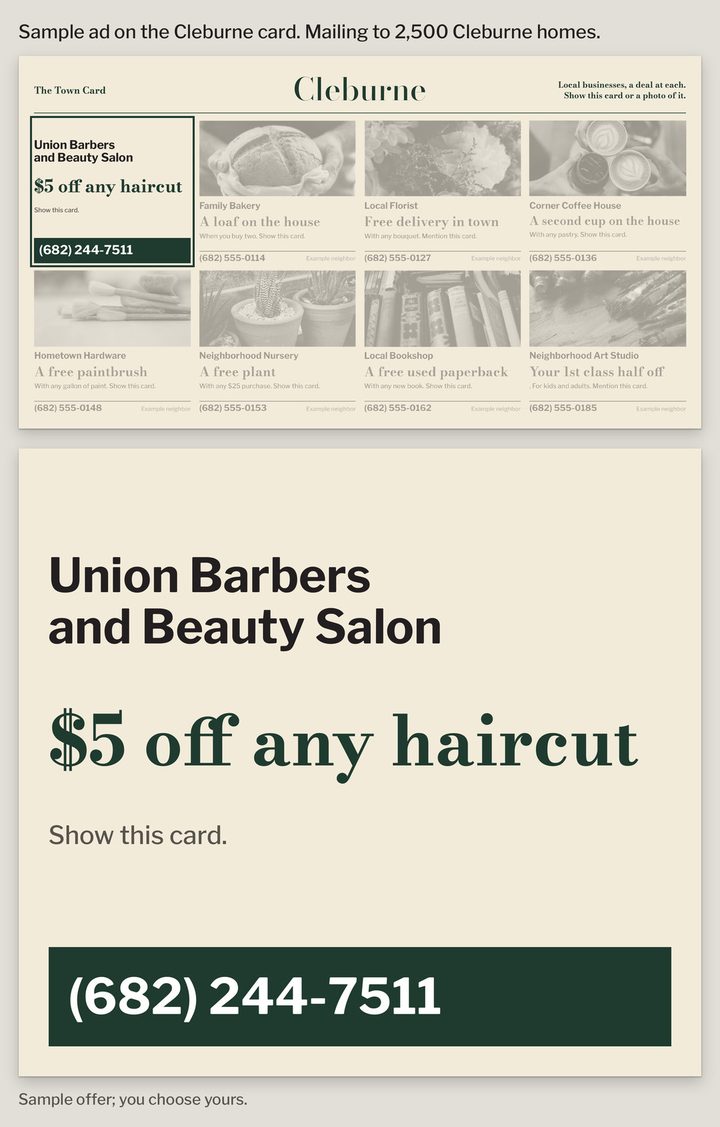 Sample ad on the Cleburne card. Mailing to 2,500 Cleburne homes.
The Town Card
Cleburne
Local businesses, a deal at each.
Show this card or a photo of it.
Union Barbers
and Beauty Salon
$5 off any haircut
Show this card.
(682) 244-7511
Family Bakery
A loaf on the house
When you buy two. Show this card.
(682) 555-0114
Example neighbor
Local Florist
Free delivery in town
With any bouquet. Mention this card.
(682) 555-0127
Example neighbor
Corner Coffee House
A second cup on the house
With any pastry. Show this card.
(682) 555-0136
Example neighbor
Hometown Hardware
A free paintbrush
With any gallon of paint. Show this card.
(682) 555-0148
Example neighbor
Neighborhood Nursery
A free plant
With any $25 purchase. Show this card.
(682) 555-0153
Example neighbor
Local Bookshop
A free used paperback
With any new book. Show this card.
(682) 555-0162
Example neighbor
Neighborhood Art Studio
Your 1st class half off
For kids and adults. Mention this card.
(682) 555-0185
Example neighbor
Union Barbers
and Beauty Salon
$5 off any haircut
Show this card.
(682) 244-7511
Sample offer; you choose yours.